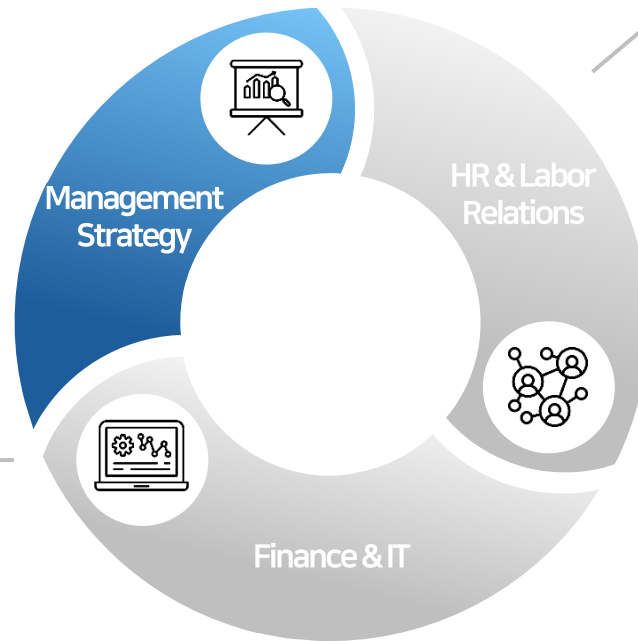 Management
Strategy
HR & Labor
Relations
Finance & IT